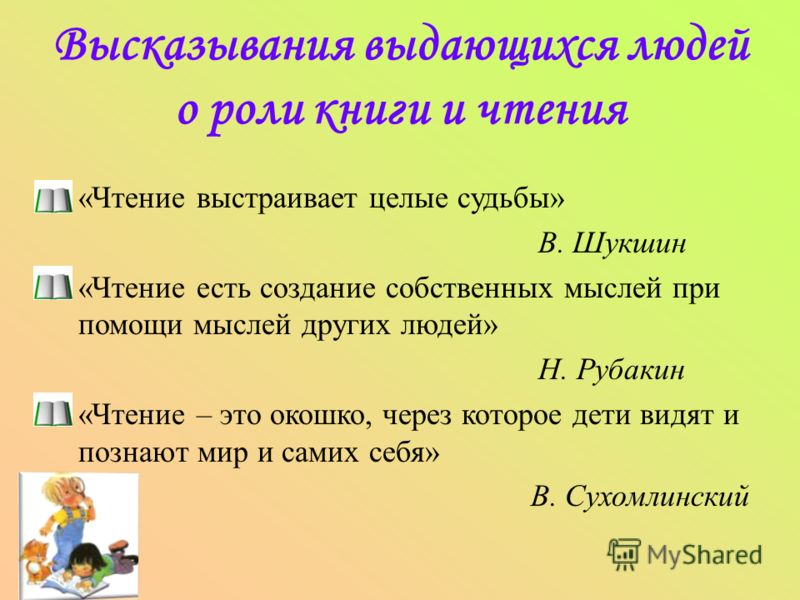 Высказывания выдающихся людей
о роли книги и чтения
«Чтение выстраивает целые судьбы»
В. Шукшин
«Чтение есть создание собственных мыслей при
помощи мыслей других людей»
Н. Рубакин
«Чтение – это окошко, через которое дети видят и
познают мир и самих себя»
В. Сухомлинский
MyShared